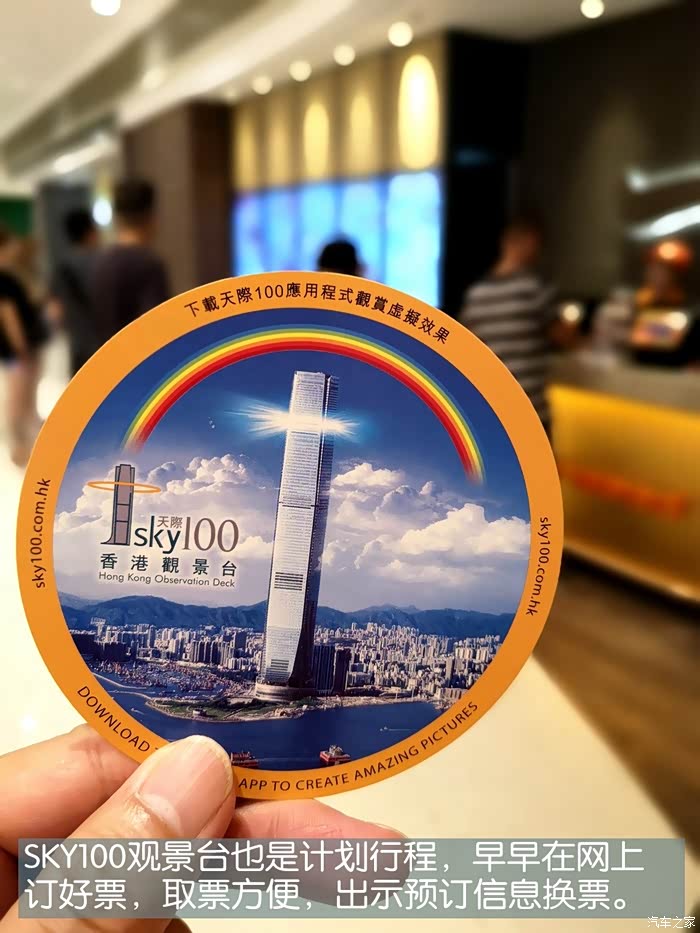 下載天際100應用程式觀賞虛擬效果
sky100.com.hk
sky100.com.hk
天際
sky100
香港觀景台
Hong Kong Observation Deck
DOWNLOAD
APP TO CREATE AMAZING PICTURES
SKY100观景台也是计划行程，早早在网上
订好票，取票方便，出示预订信息换票。
汽车之家